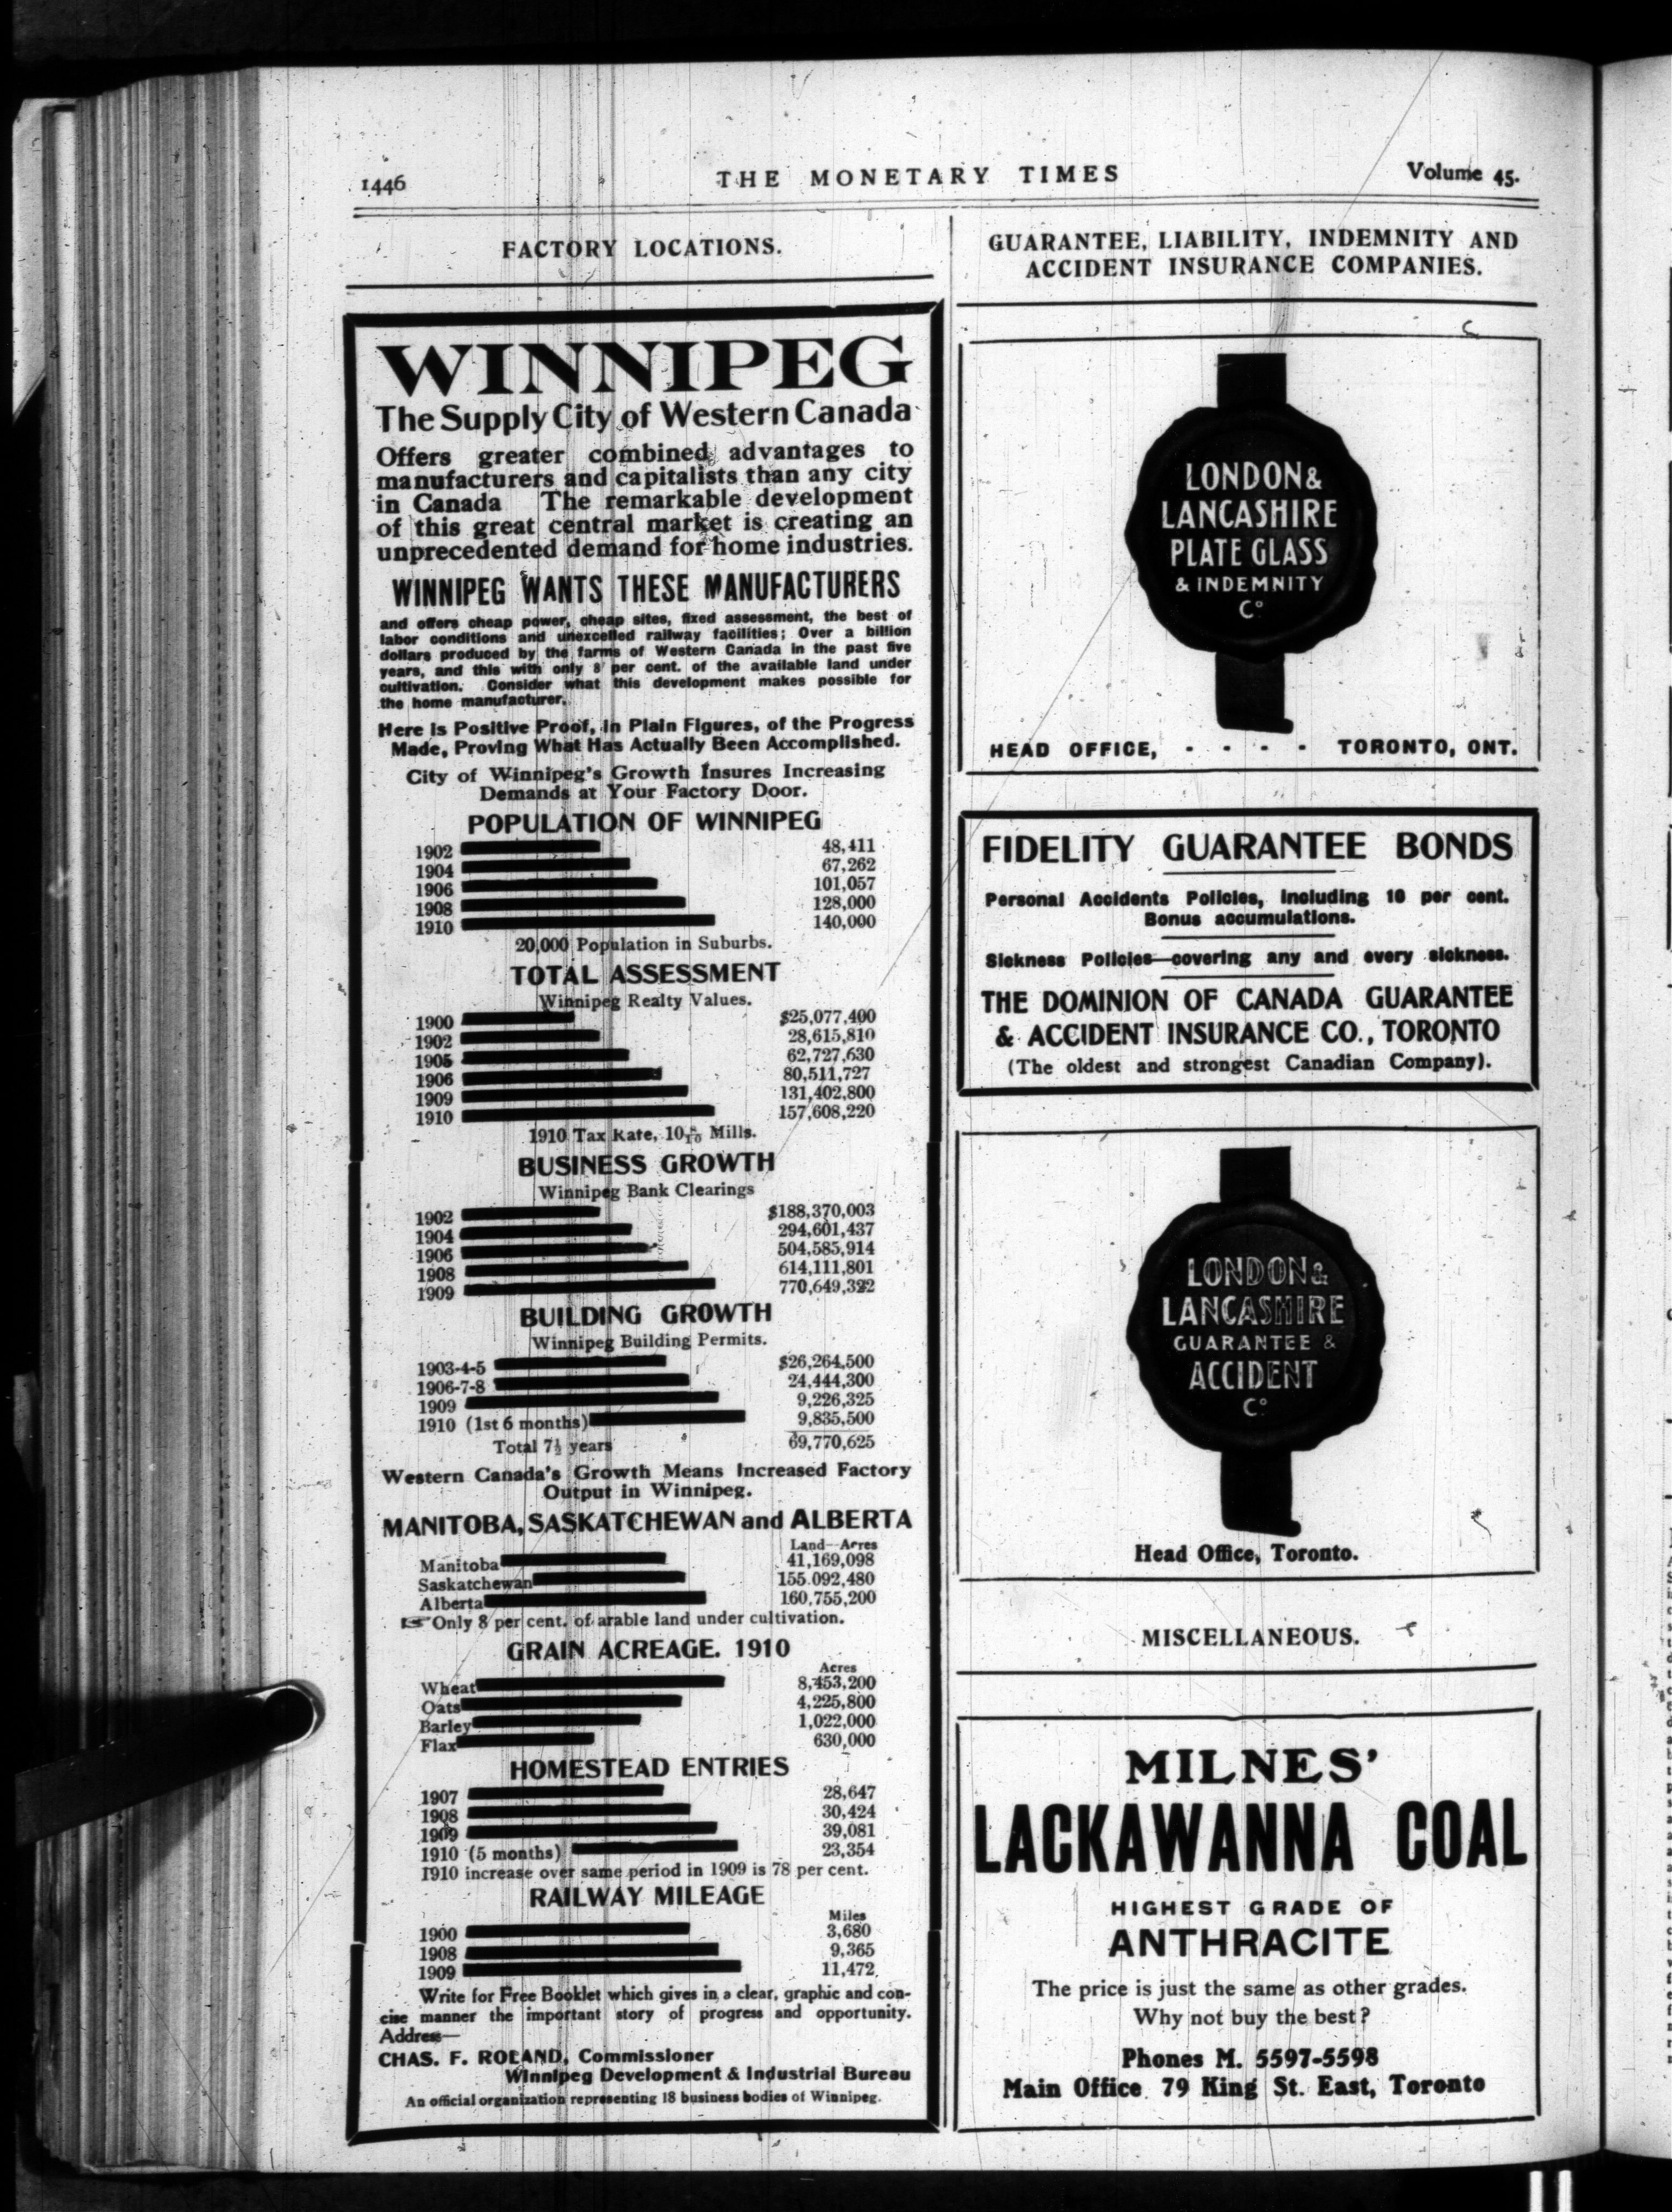 1446
THE MONETARY TIMES
Volume 45.
FACTORY LOCATIONS.
WINNIPEG
The Supply City of Western Canada
Offers greater combined advantages to
manufacturers and capitalists than any city
in Canada The remarkable development
of this great central market is creating an
unprecedented demand for home industries.
WINNIPEG WANTS THESE MANUFACTURERS
and offers cheap power, cheap sites, fixed assessment, the best of
labor conditions and unexcelled railway facilities; Over a billion
dollars produced by the farms of Western Canada in the past five
years, and this with only 8 per cent. of the available land under
cultivation. Consider what this development makes possible for
the home manufacturer.
Here is Positive Proof, in Plain Figures, of the Progress
Made, Proving What Has Actually Been Accomplished.
City of Winnipeg's Growth Insures Increasing
Demands at Your Factory Door.
POPULATION OF WINNIPEG
1902 48,411
1904 67,262
1906 101,057
1908 128,000
1910 140,000
20,000 Population in Suburbs.
TOTAL ASSESSMENT
Winnipeg Realty Values.
1900 $25,077,400
1902 28,615,810
1905 62,727,630
1906 80,511,727
1909 131,402,800
1910 157,608,220
1910 Tax Rate, Mills.
BUSINESS GROWTH
Winnipeg Bank Clearings
1902 $188,370,003
1904 294,601,437
1906 504,585,914
1908 614,111,801
1909 770,649,322
BUILDING GROWTH
Winnipeg Building Permits.
1903-4-5 $26,264,500
1906-7-8 24,444,300
1909 9,226,325
1910 (1st 6 months) 9,835,500
Total 7½ years 69,770,625
Western Canada's Growth Means Increased Factory
Output in Winnipeg.
MANITOBA, SASKATCHEWAN and ALBERTA
Land—Acres
Manitoba 41,169,098
Saskatchewan 155.092,480
Alberta 160,755,200
☞Only 8 per cent. of arable land under cultivation.
GRAIN ACREAGE. 1910
Acres
Wheat 8,453,200
Oats 4,225,800
Barley 1,022,000
Flax 630,000
HOMESTEAD ENTRIES
1907 28,647
1908 30,424
1909 39,081
1910 (5 months) 23,354
1910 increase over same period in 1909 is 78 per cent.
RAILWAY MILEAGE
Miles
1900 3,680
1908 9,365
1909 11,472
Write for Free Booklet which gives in a clear, graphic and con-
cise manner the important story of progress and opportunity.
Address—
CHAS. F. ROLAND, Commissioner
Winnipeg Development & Industrial Bureau
An official organization representing 18 business bodies of Winnipeg.
GUARANTEE, LIABILITY, INDEMNITY AND
ACCIDENT INSURANCE COMPANIES.
LONDON &
LANCASHIRE
PLATE GLASS
& INDEMNITY
Co
HEAD OFFICE, - - - - TORONTO, ONT.
FIDELITY GUARANTEE BONDS
Personal Accidents Policies, including 10 per cent.
Bonus accumulations.
Sickness Policies—covering any and every sickness.
THE DOMINION OF CANADA GUARANTEE
& ACCIDENT INSURANCE CO., TORONTO
(The oldest and strongest Canadian Company).
LONDON &
LANCASHIRE
GUARANTEE &
ACCIDENT
Co
Head Office, Toronto.
MISCELLANEOUS.
MILNES'
LACKAWANNA COAL
HIGHEST GRADE OF
ANTHRACITE
The price is just the same as other grades.
Why not buy the best?
Phones M. 5597-5598
Main Office 79 King St. East, Toronto